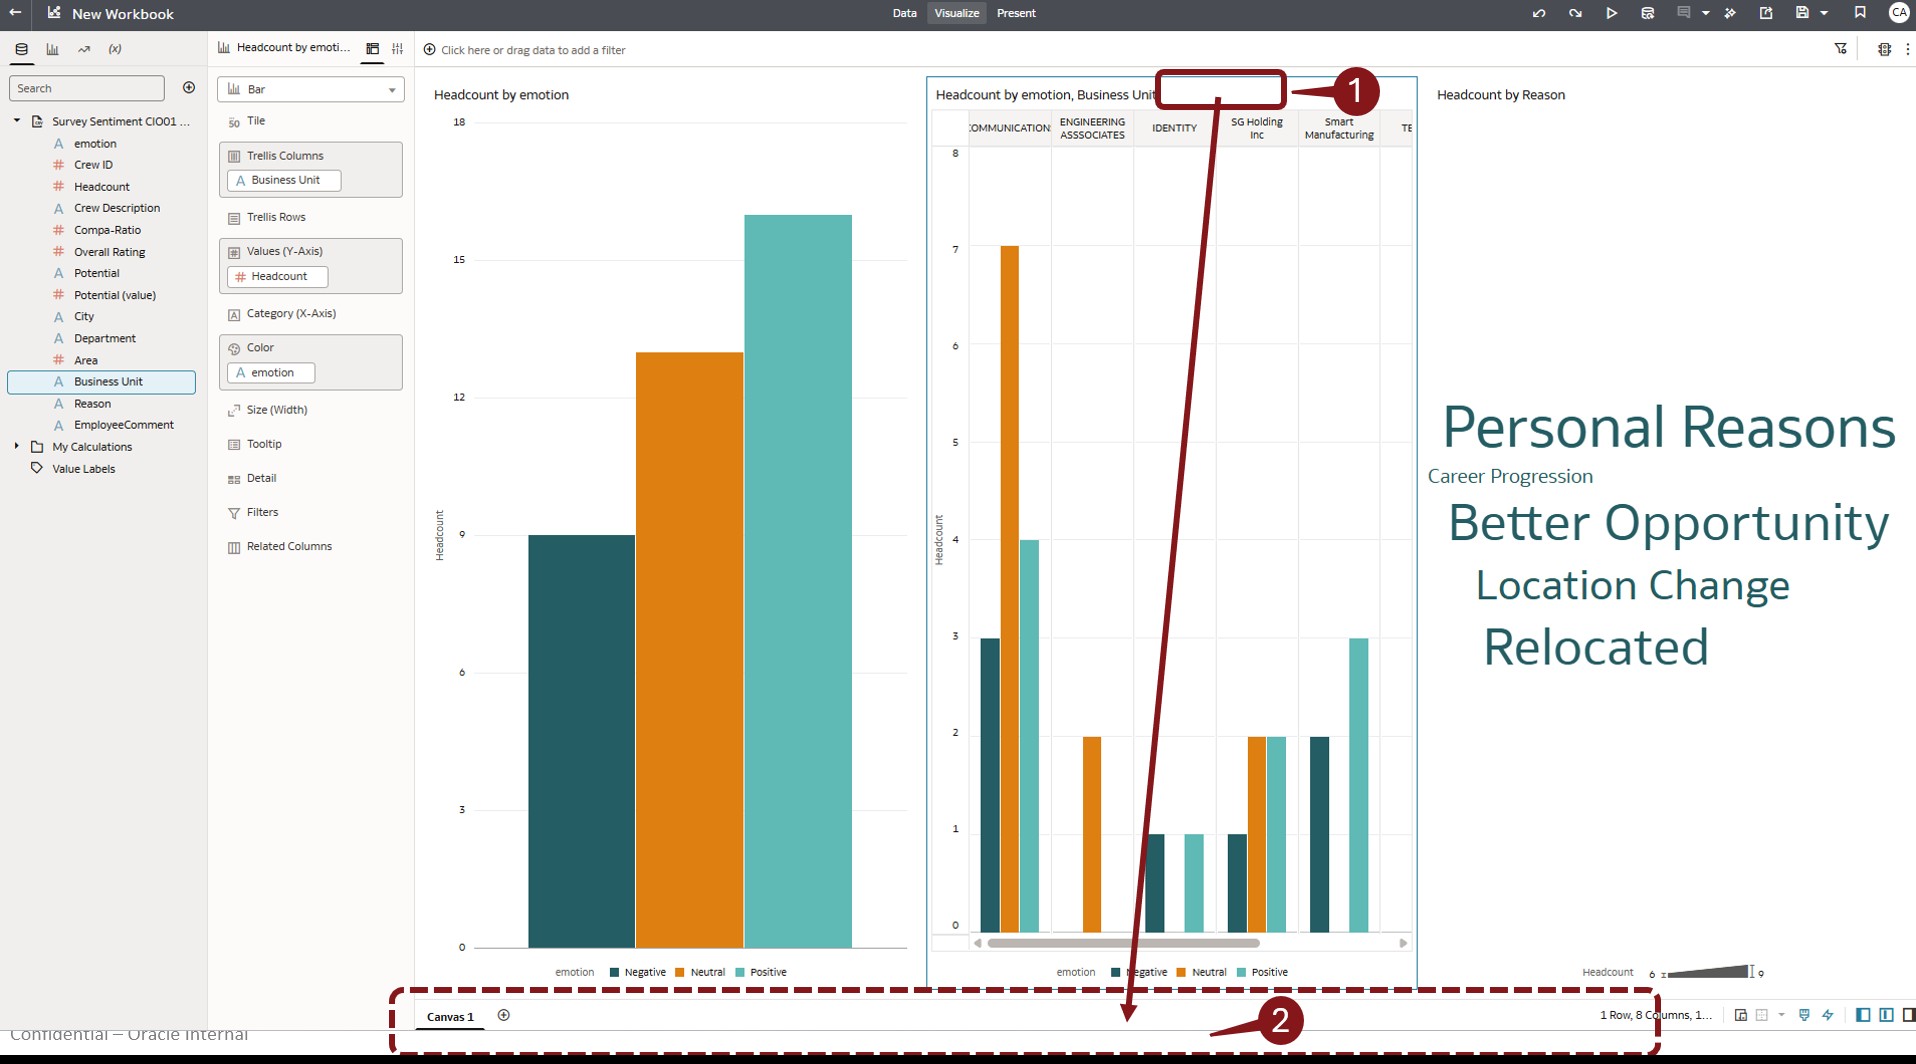 New Workbook
Data
Visualize
Present
CA
Search
Survey Sentiment CIO01 ...
emotion
Crew ID
Headcount
Crew Description
Compa-Ratio
Overall Rating
Potential
Potential (value)
City
Department
Area
Business Unit
Reason
EmployeeComment
My Calculations
Value Labels
Headcount by emoti...
Bar
Tile
Trellis Columns
Business Unit
Trellis Rows
Values (Y-Axis)
Headcount
Category (X-Axis)
Color
emotion
Size (Width)
Tooltip
Detail
Filters
Related Columns
Click here or drag data to add a filter
Headcount by emotion
18
15
12
9
6
3
0
Headcount
emotion Negative Neutral Positive
Headcount by emotion, Business Unit
1
OMMUNICATION
ENGINEERING
ASSSOCIATES
IDENTITY
SG Holding
Inc
Smart
Manufacturing
TE
8
7
6
5
4
3
2
1
0
Headcount
emotion Negative Neutral Positive
Headcount by Reason
Personal Reasons
Career Progression
Better Opportunity
Location Change
Relocated
Headcount 6 9
Canvas 1
2
1 Row, 8 Columns, 1...
Confidential – Oracle Internal